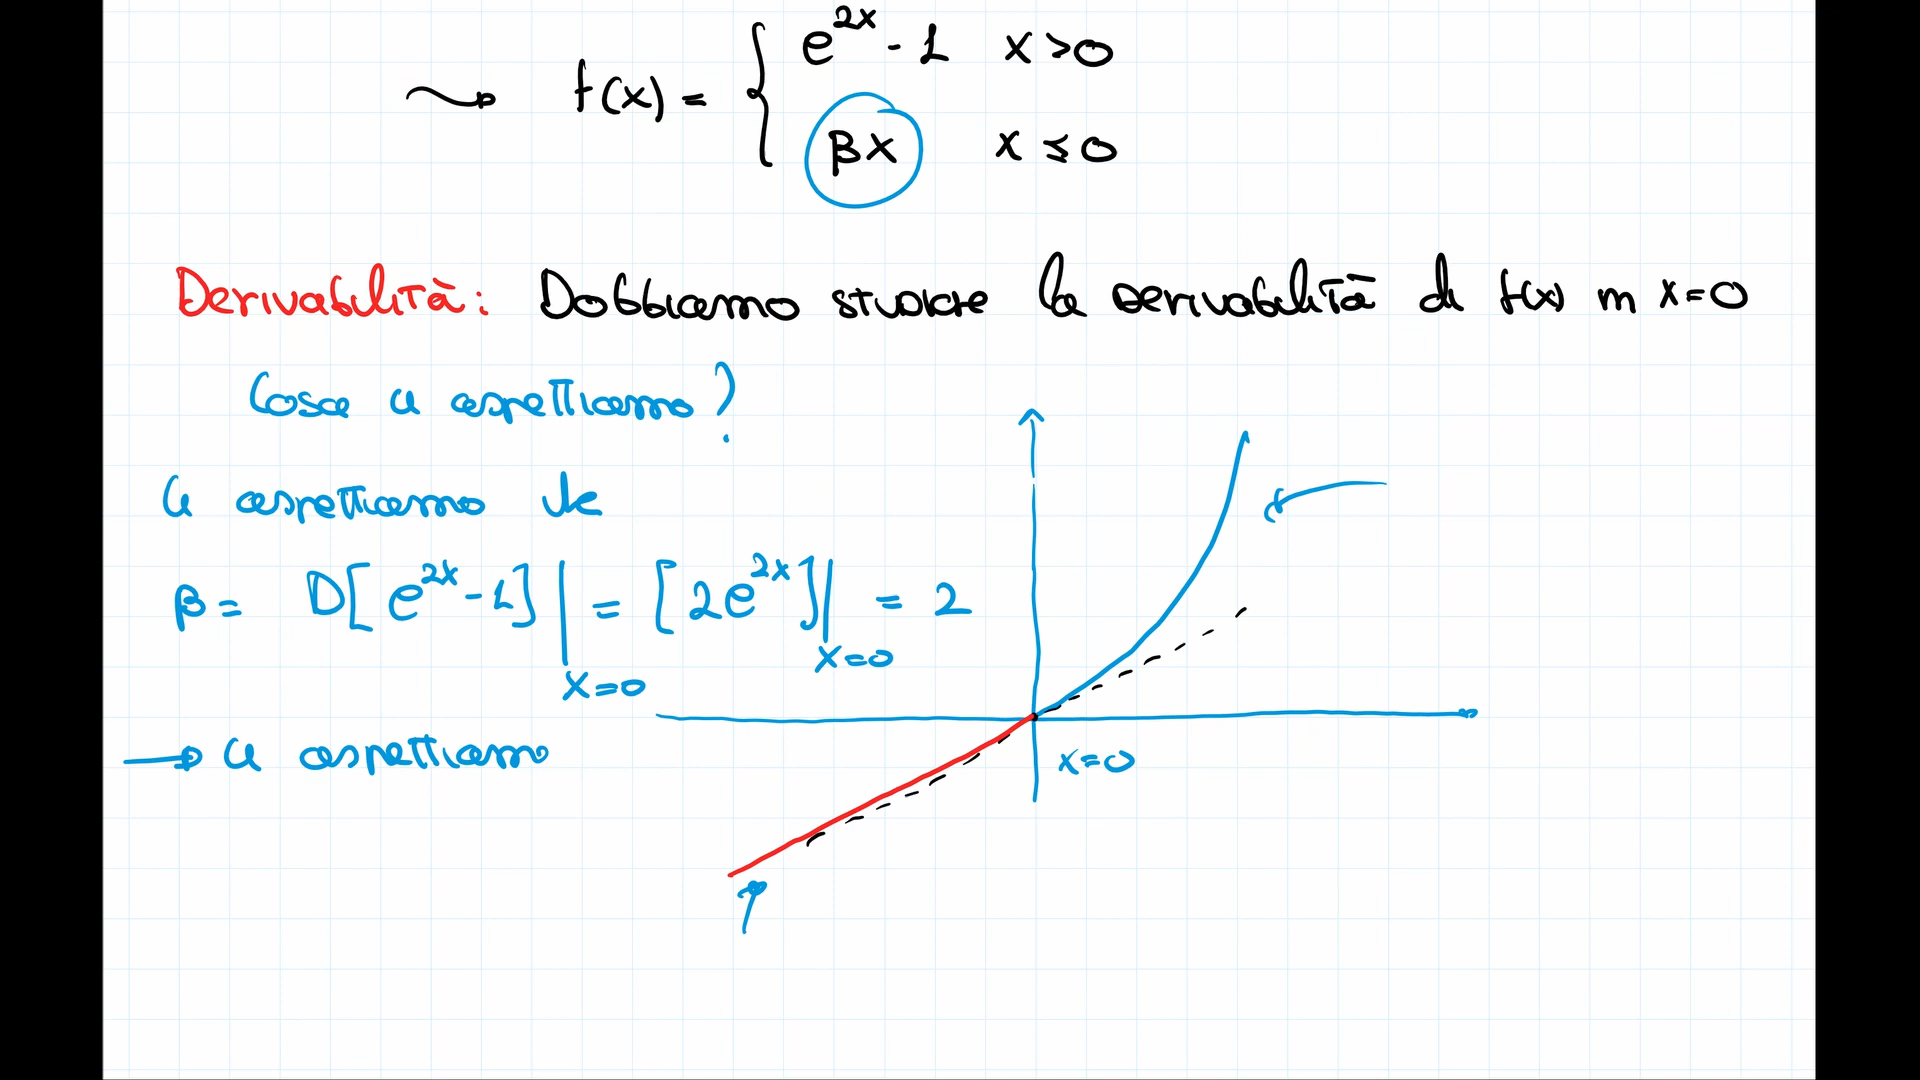 e^{2x} - 1   x > 0
f(x) = {
βx   x ≤ 0
Derivabilità: Dobbiamo studiare la derivabilità di f(x) in x=0
Cosa ci aspettiamo?
Ci aspettiamo che
β = D[e^{2x} - 1]|_{x=0} = [2e^{2x}]|_{x=0} = 2
→ Ci aspettiamo
x=0